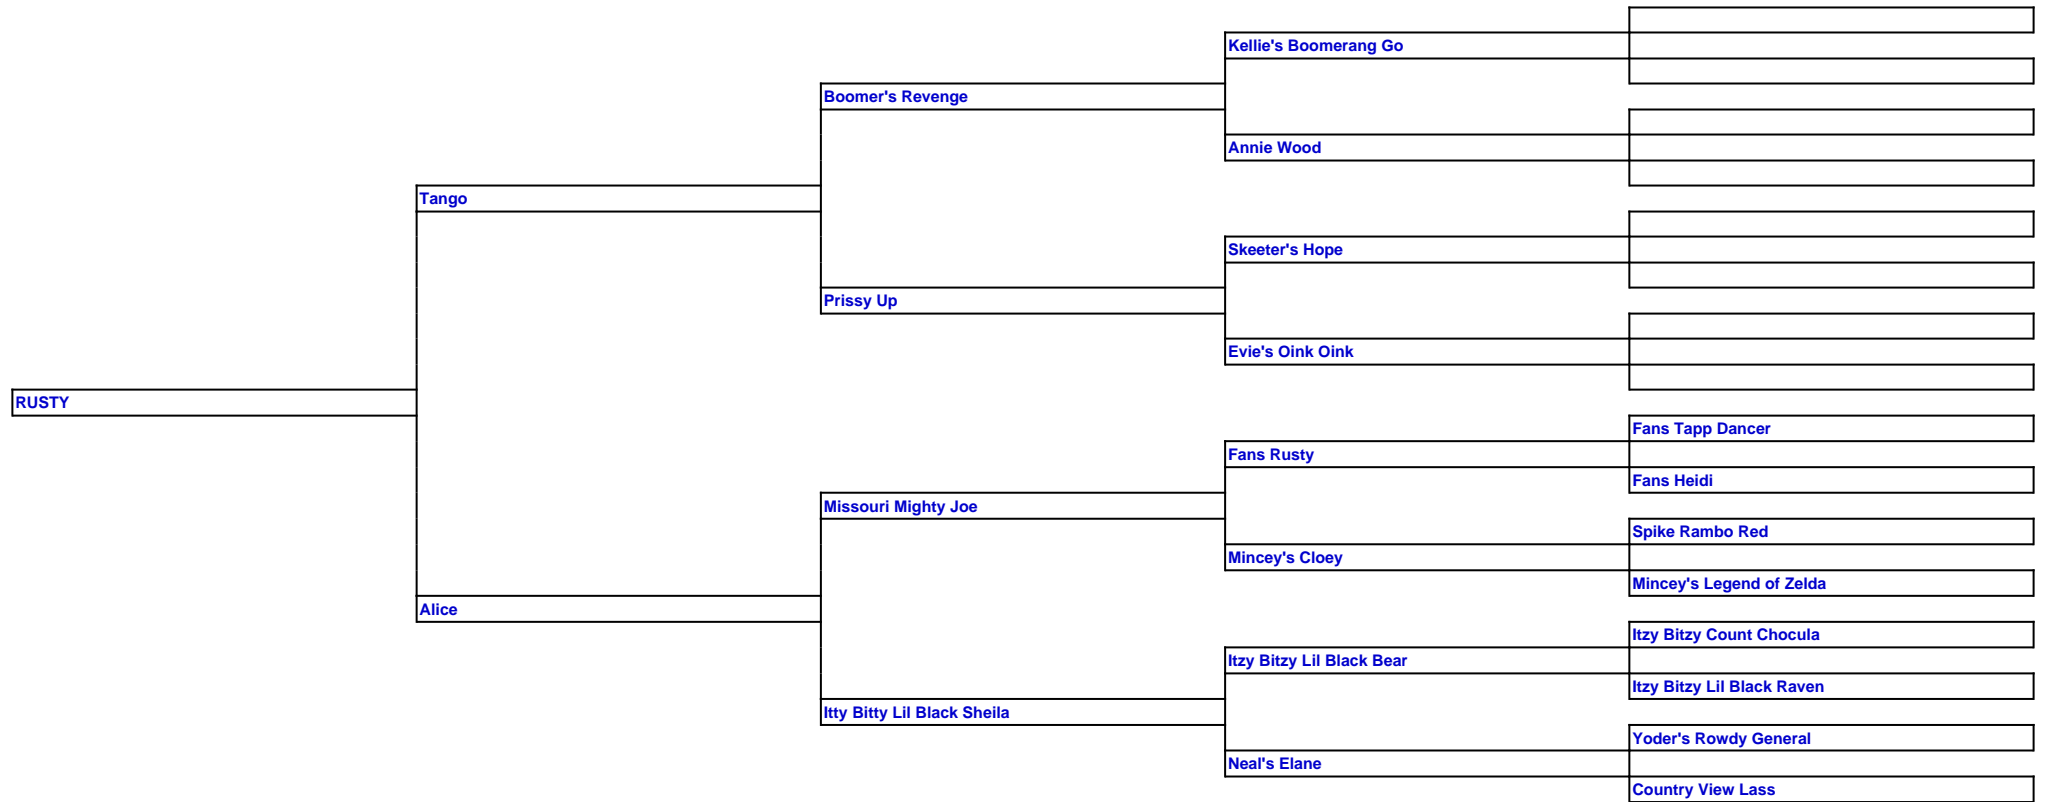 Kellie's Boomerang Go
Boomer's Revenge
Annie Wood
Tango
Skeeter's Hope
Prissy Up
Evie's Oink Oink
RUSTY
Fans Tapp Dancer
Fans Rusty
Fans Heidi
Missouri Mighty Joe
Spike Rambo Red
Mincey's Cloey
Mincey's Legend of Zelda
Alice
Itzy Bitzy Count Chocula
Itzy Bitzy Lil Black Bear
Itzy Bitzy Lil Black Raven
Itty Bitty Lil Black Sheila
Yoder's Rowdy General
Neal's Elane
Country View Lass